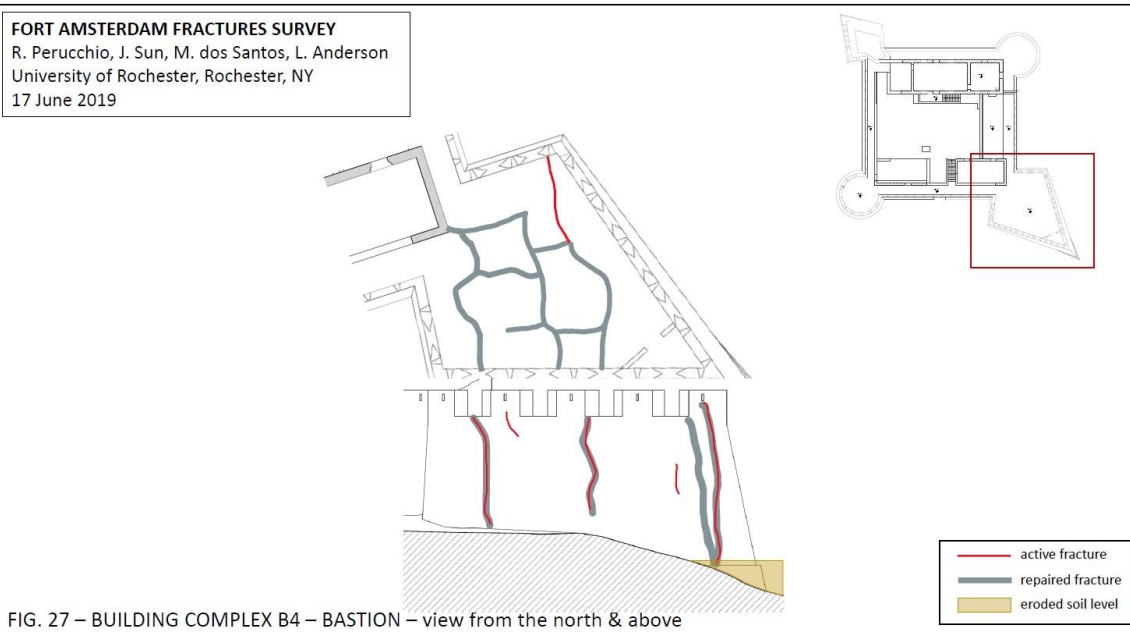 FORT AMSTERDAM FRACTURES SURVEY
R. Perucchio, J. Sun, M. dos Santos, L. Anderson
University of Rochester, Rochester, NY
17 June 2019
active fracture
repaired fracture
eroded soil level
FIG. 27 – BUILDING COMPLEX B4 – BASTION – view from the north & above